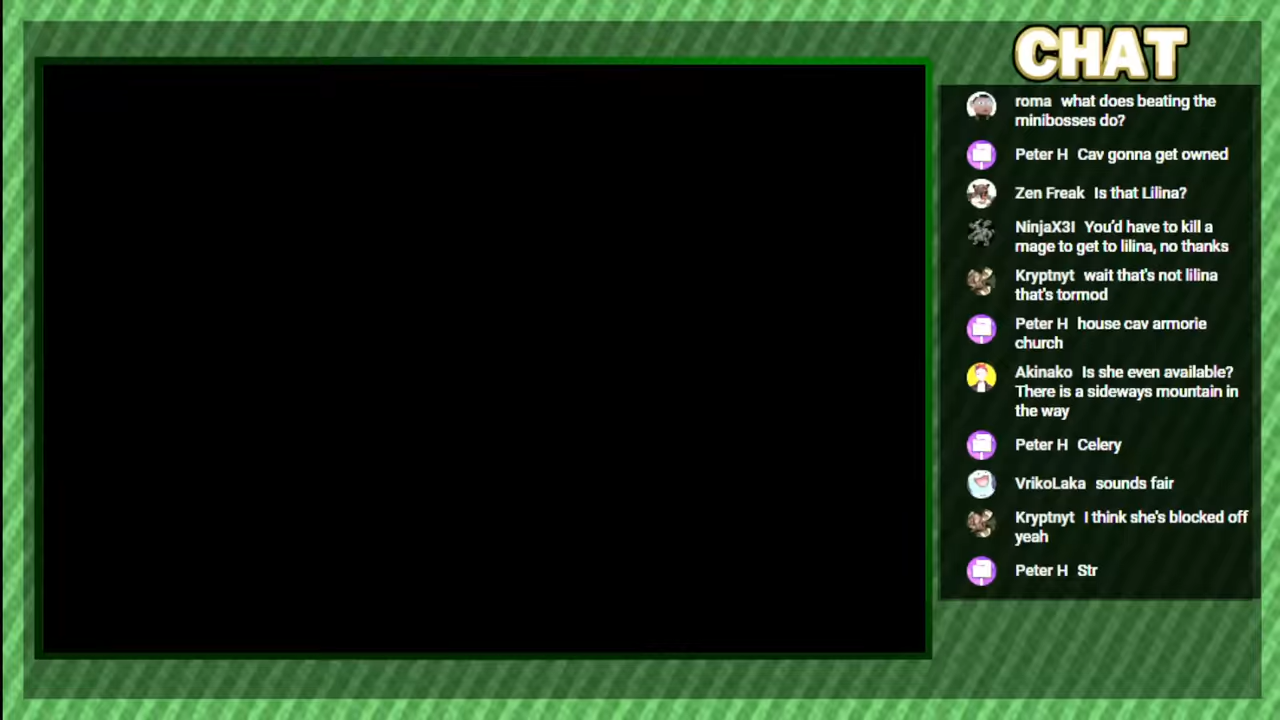 CHAT
roma what does beating the
minibosses do?
Peter H Cav gonna get owned
Zen Freak Is that Lilina?
NinjaX3I You'd have to kill a
mage to get to lilina, no thanks
Kryptnyt wait that's not lilina
that's tormod
Peter H house cav armorie
church
Akinako Is she even available?
There is a sideways mountain in
the way
Peter H Celery
VrikoLaka sounds fair
Kryptnyt I think she's blocked off
yeah
Peter H Str